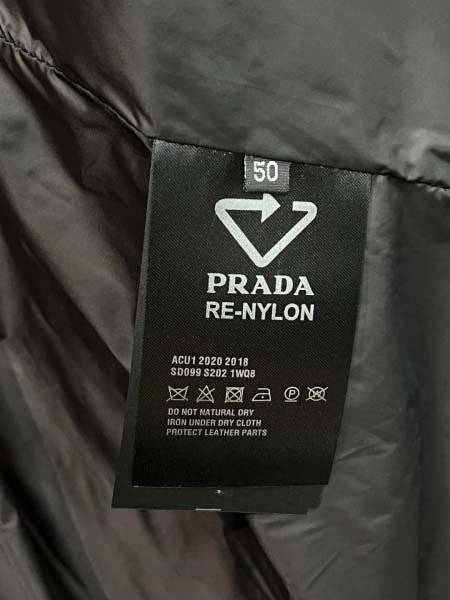 50
PRADA
RE-NYLON
ACU1 2020 2018
SD099 S202 1WQ8
P
DO NOT NATURAL DRY
IRON UNDER DRY CLOTH
PROTECT LEATHER PARTS